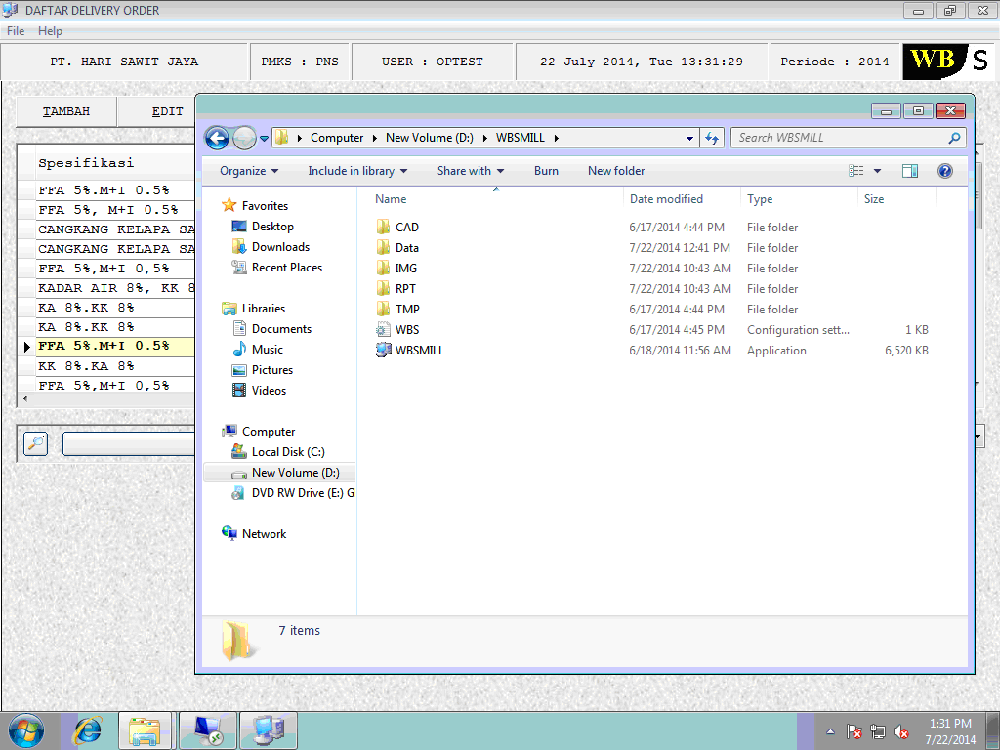 DAFTAR DELIVERY ORDER
File Help
PT. HARI SAWIT JAYA PMKS : PNS USER : OPTEST 22-July-2014, Tue 13:31:29 Periode : 2014 WB S
TAMBAH EDIT
Spesifikasi
FFA 5%.M+I 0.5%
FFA 5%, M+I 0.5%
CANGKANG KELAPA SA
CANGKANG KELAPA SA
FFA 5%,M+I 0,5%
KADAR AIR 8%, KK 8
KA 8%.KK 8%
KA 8%.KK 8%
FFA 5%.M+I 0.5%
KK 8%.KA 8%
FFA 5%,M+I 0,5%
Computer New Volume (D:) WBSMILL Search WBSMILL
Organize Include in library Share with Burn New folder
Favorites
Desktop
Downloads
Recent Places
Libraries
Documents
Music
Pictures
Videos
Computer
Local Disk (C:)
New Volume (D:)
DVD RW Drive (E:) G
Network
Name Date modified Type Size
CAD 6/17/2014 4:44 PM File folder
Data 7/22/2014 12:41 PM File folder
IMG 7/22/2014 10:43 AM File folder
RPT 7/22/2014 10:43 AM File folder
TMP 6/17/2014 4:44 PM File folder
WBS 6/17/2014 4:45 PM Configuration sett... 1 KB
WBSMILL 6/18/2014 11:56 AM Application 6,520 KB
7 items
1:31 PM
7/22/2014